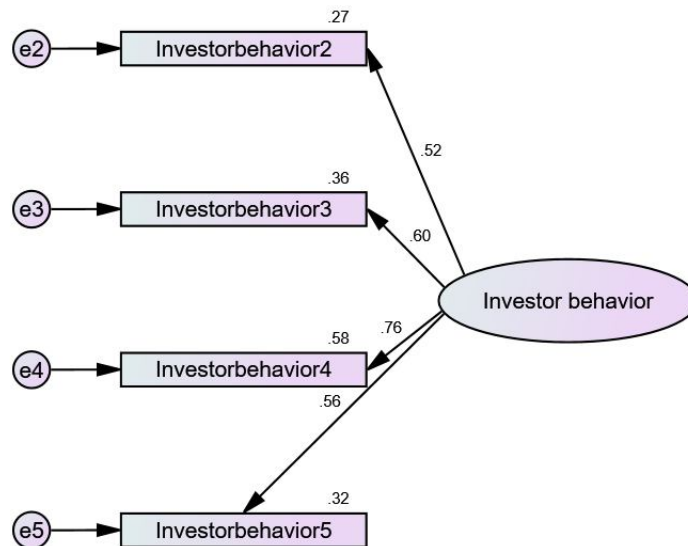 .27
e2
Investorbehavior2
.52
.36
e3
Investorbehavior3
.60
Investor behavior
.58
.76
e4
Investorbehavior4
.56
.32
e5
Investorbehavior5